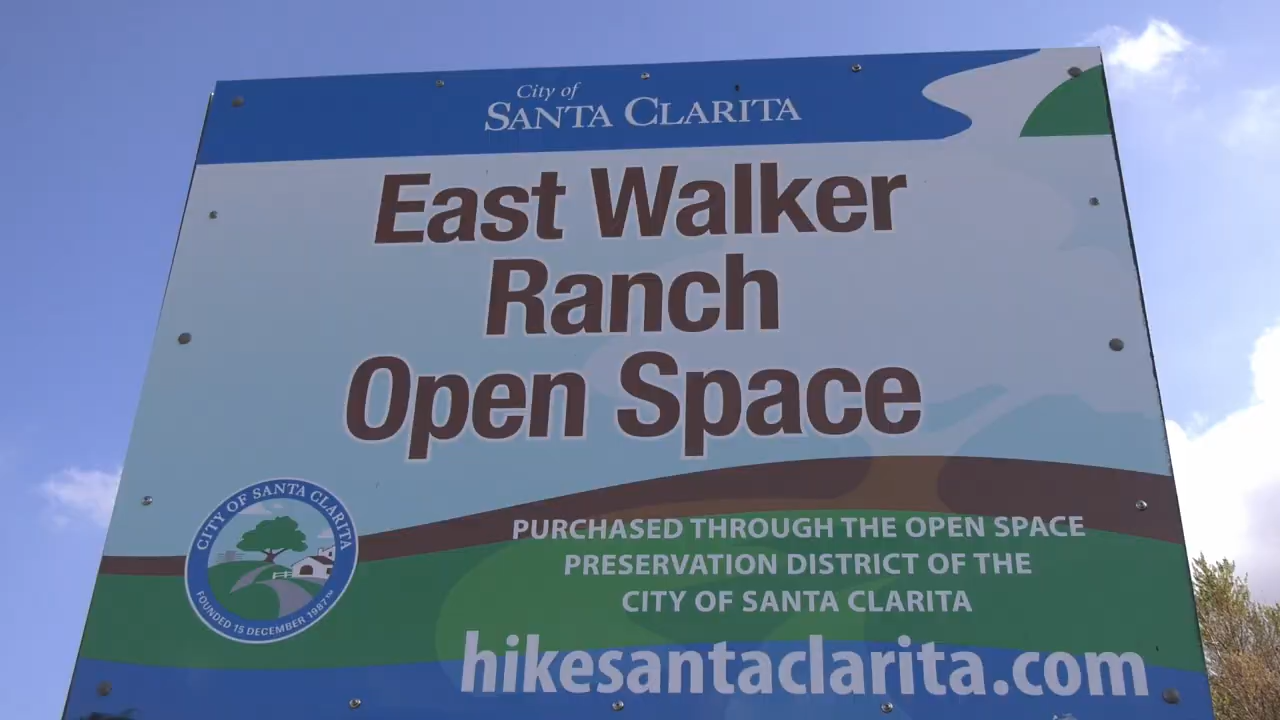 City of
SANTA CLARITA
East Walker
Ranch
Open Space
CITY OF SANTA CLARITA
FOUNDED 15 DECEMBER 1987™
PURCHASED THROUGH THE OPEN SPACE
PRESERVATION DISTRICT OF THE
CITY OF SANTA CLARITA
hikesantaclarita.com